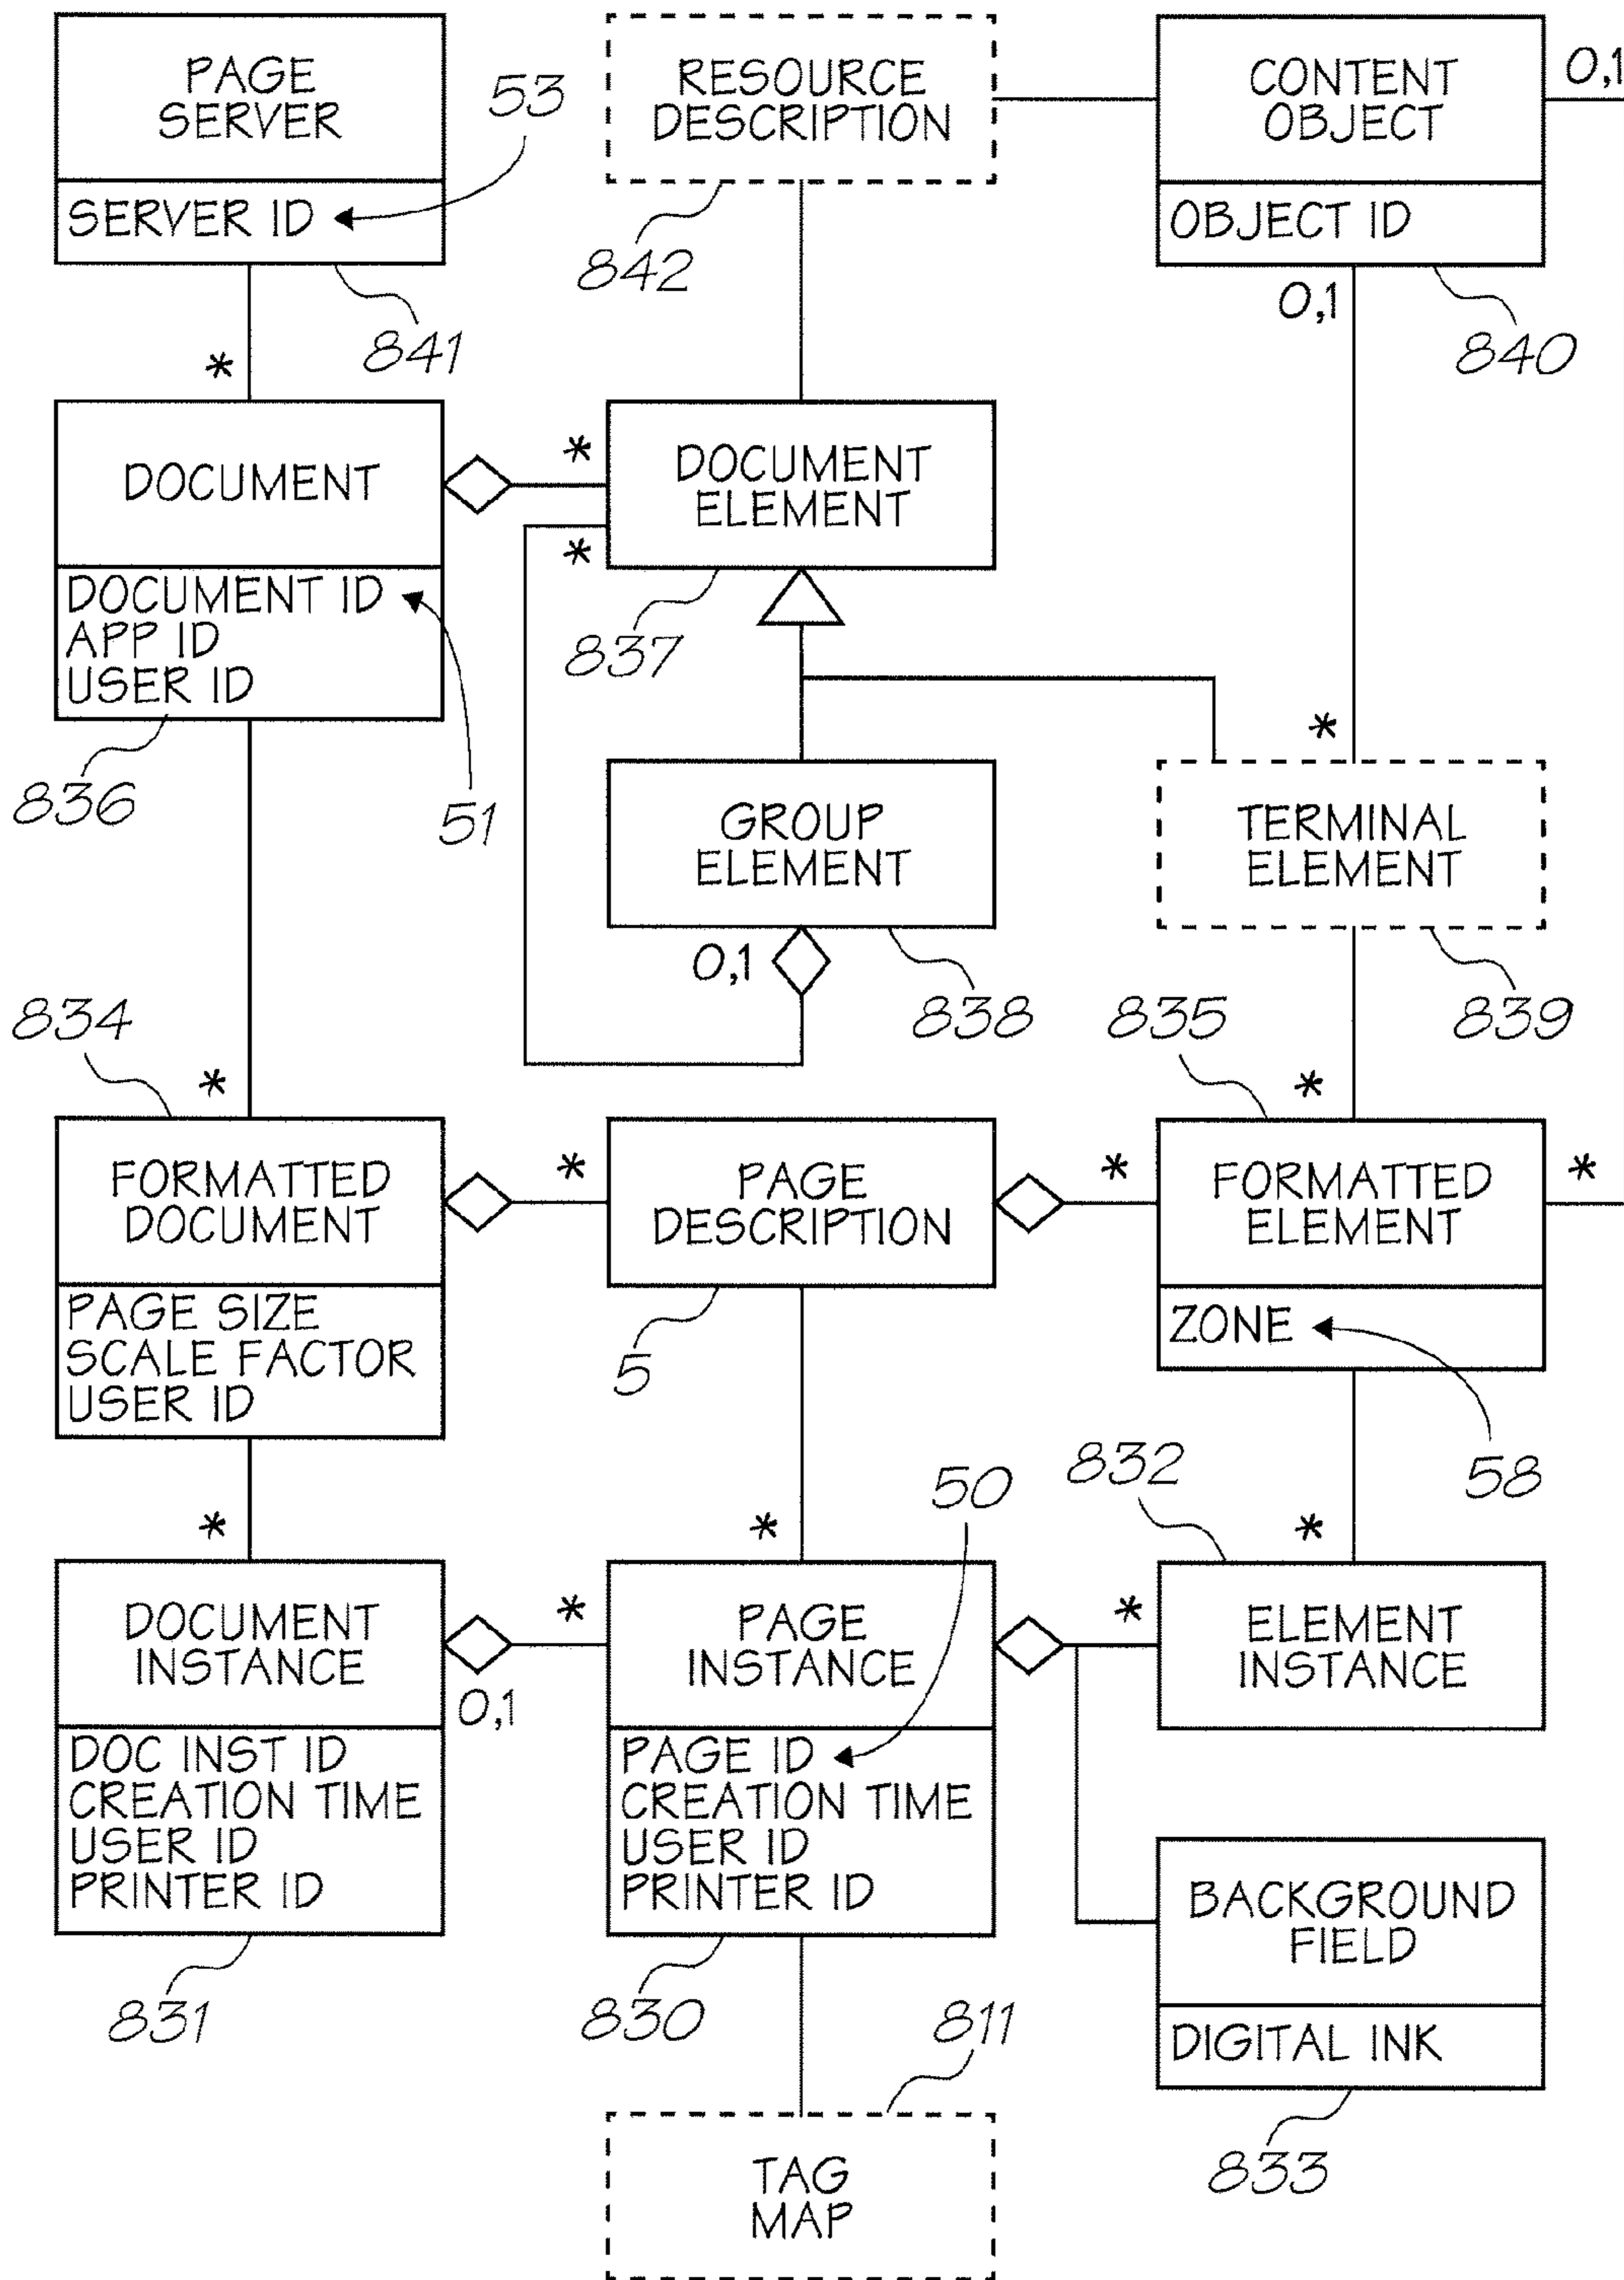 PAGE
SERVER
53
SERVER ID
841
RESOURCE
DESCRIPTION
842
CONTENT
OBJECT
0,1
OBJECT ID
0,1
840
*
DOCUMENT
*
DOCUMENT
ELEMENT
*
837
DOCUMENT ID
APP ID
USER ID
836
51
GROUP
ELEMENT
0,1
838
*
TERMINAL
ELEMENT
839
834
*
FORMATTED
DOCUMENT
*
PAGE SIZE
SCALE FACTOR
USER ID
PAGE
DESCRIPTION
5
*
835
*
FORMATTED
ELEMENT
*
ZONE
58
*
DOCUMENT
INSTANCE
0,1
*
DOC INST ID
CREATION TIME
USER ID
PRINTER ID
831
*
50
PAGE
INSTANCE
*
PAGE ID
CREATION TIME
USER ID
PRINTER ID
830
832
*
ELEMENT
INSTANCE
BACKGROUND
FIELD
DIGITAL INK
833
811
TAG
MAP